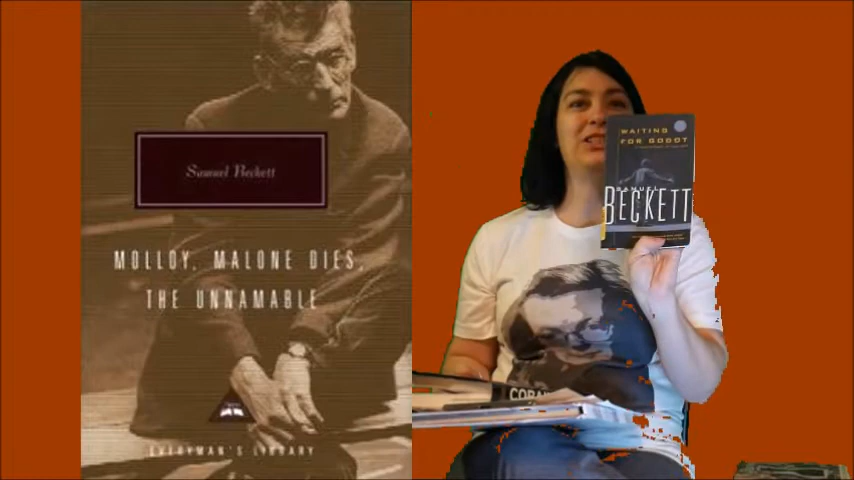 Samuel Beckett
MOLLOY, MALONE DIES,
THE UNNAMABLE
EVERYMAN'S LIBRARY
WAITING
FOR GODOT
SAMUEL
BECKETT